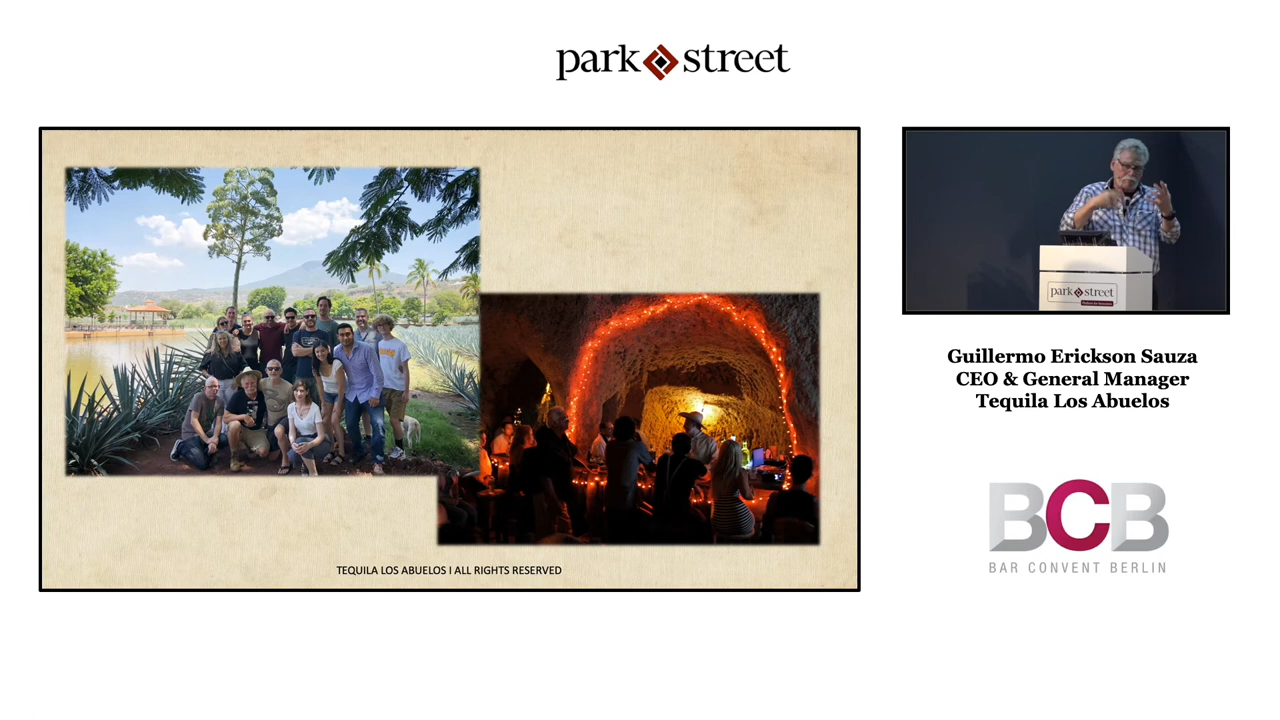 park street
TEQUILA LOS ABUELOS I ALL RIGHTS RESERVED
park street
Guillermo Erickson Sauza
CEO & General Manager
Tequila Los Abuelos
BCB
BAR CONVENT BERLIN